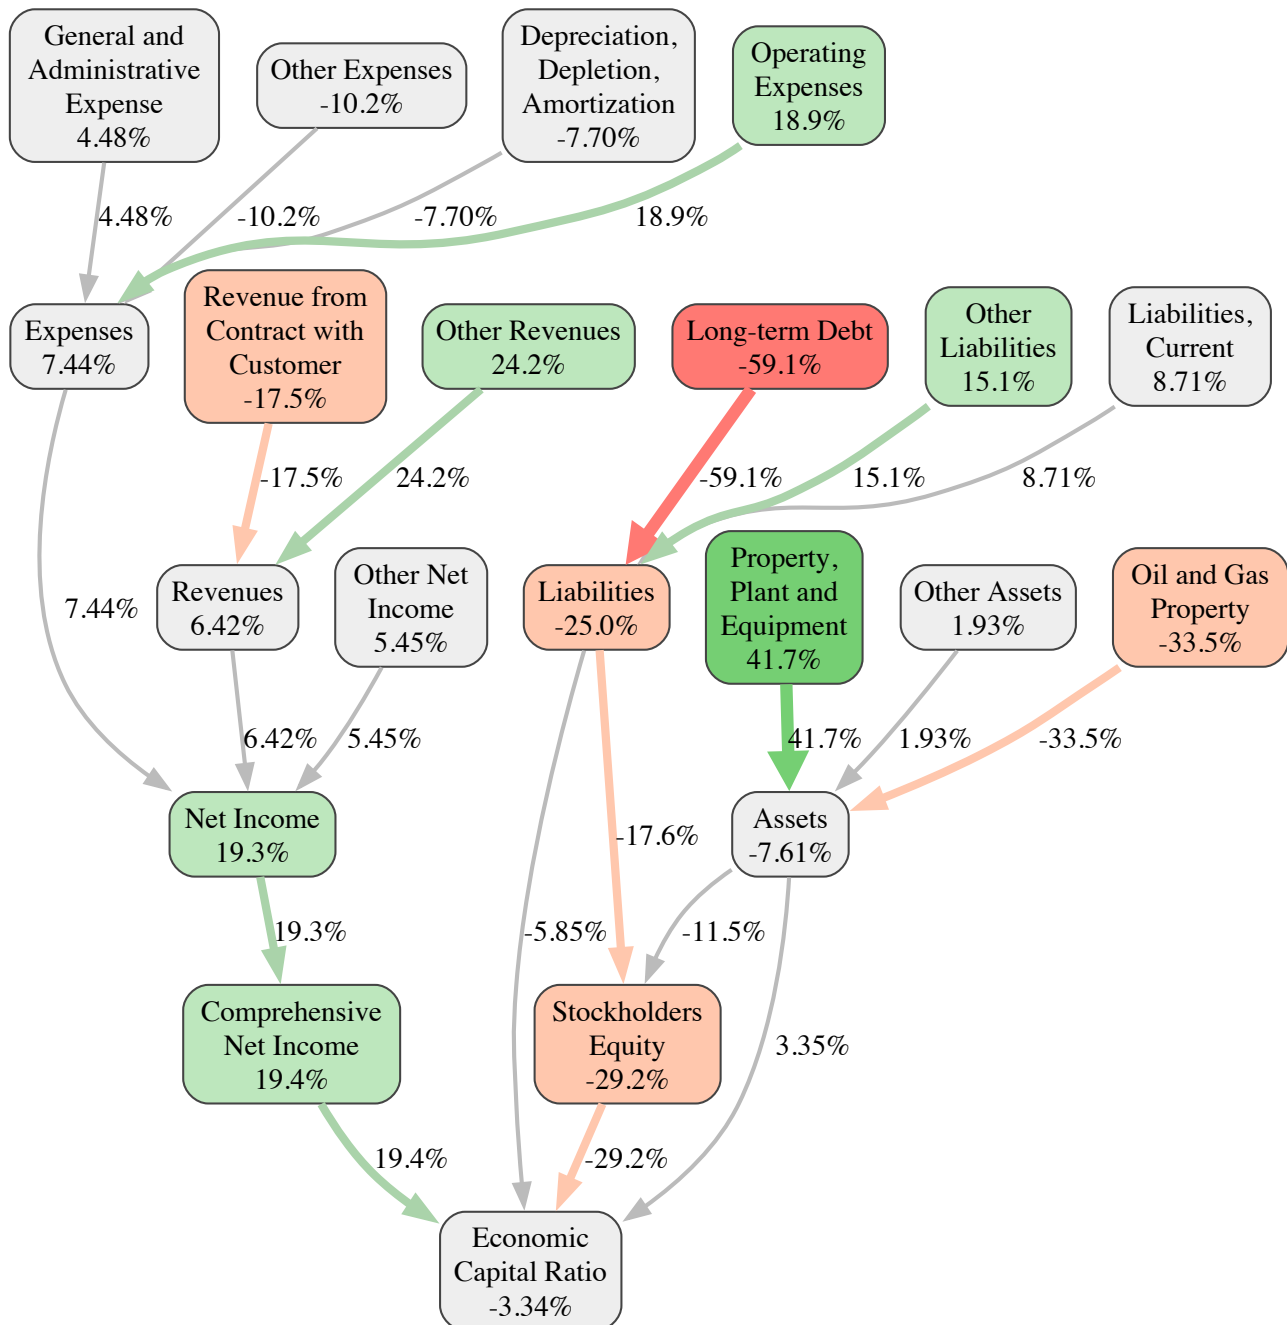 General and
Administrative
Expense
4.48%
Other Expenses
-10.2%
Depreciation,
Depletion,
Amortization
-7.70%
Operating
Expenses
18.9%
4.48%
-10.2%
-7.70%
18.9%
Expenses
7.44%
Revenue from
Contract with
Customer
-17.5%
Other Revenues
24.2%
Long-term Debt
-59.1%
Other
Liabilities
15.1%
Liabilities,
Current
8.71%
-17.5%
24.2%
-59.1%
15.1%
8.71%
7.44%
Revenues
6.42%
Other Net
Income
5.45%
Liabilities
-25.0%
Property,
Plant and
Equipment
41.7%
Other Assets
1.93%
Oil and Gas
Property
-33.5%
6.42%
5.45%
41.7%
1.93%
-33.5%
Net Income
19.3%
-17.6%
Assets
-7.61%
19.3%
-5.85%
-11.5%
Comprehensive
Net Income
19.4%
Stockholders
Equity
-29.2%
3.35%
19.4%
-29.2%
Economic
Capital Ratio
-3.34%